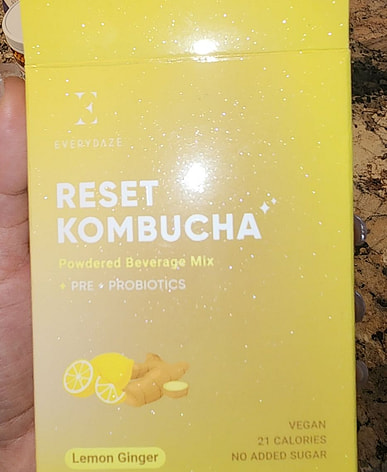 EVERYDAZE
RESET
KOMBUCHA
Powdered Beverage Mix
+ PRE + PROBIOTICS
VEGAN
21 CALORIES
NO ADDED SUGAR
Lemon Ginger